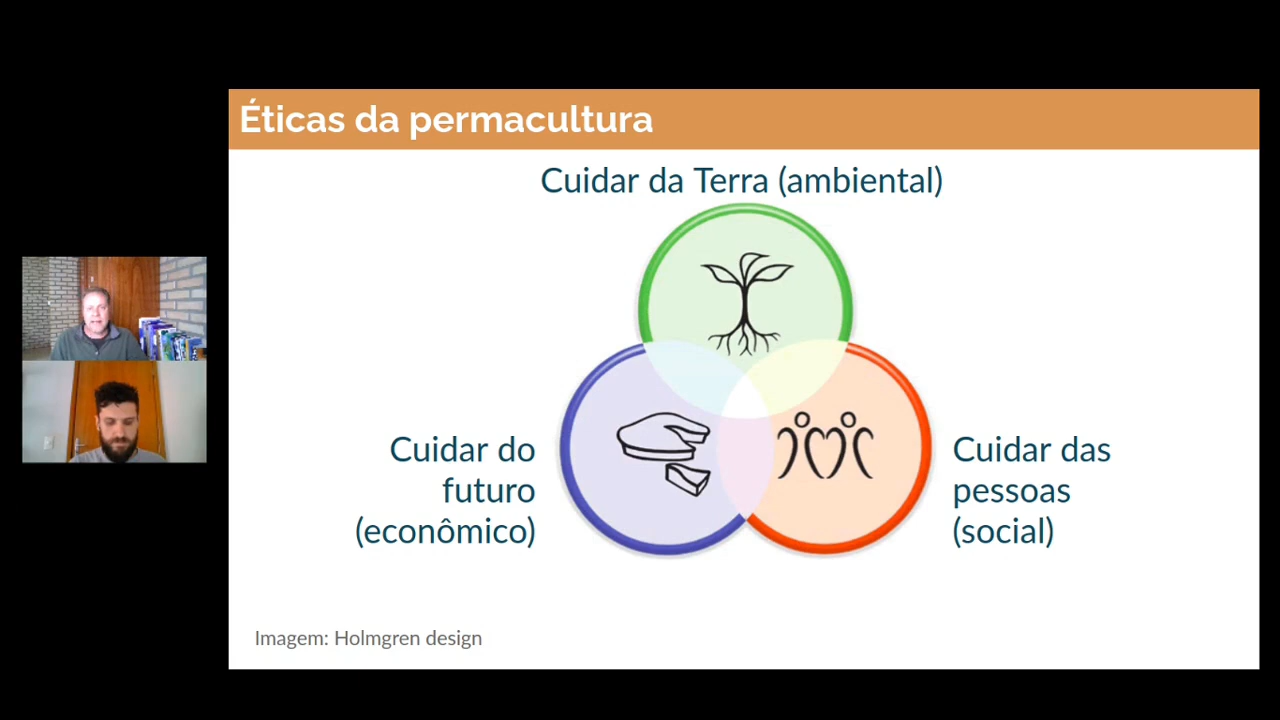 Éticas da permacultura
Cuidar da Terra (ambiental)
Cuidar do
futuro
(econômico)
Cuidar das
pessoas
(social)
Imagem: Holmgren design